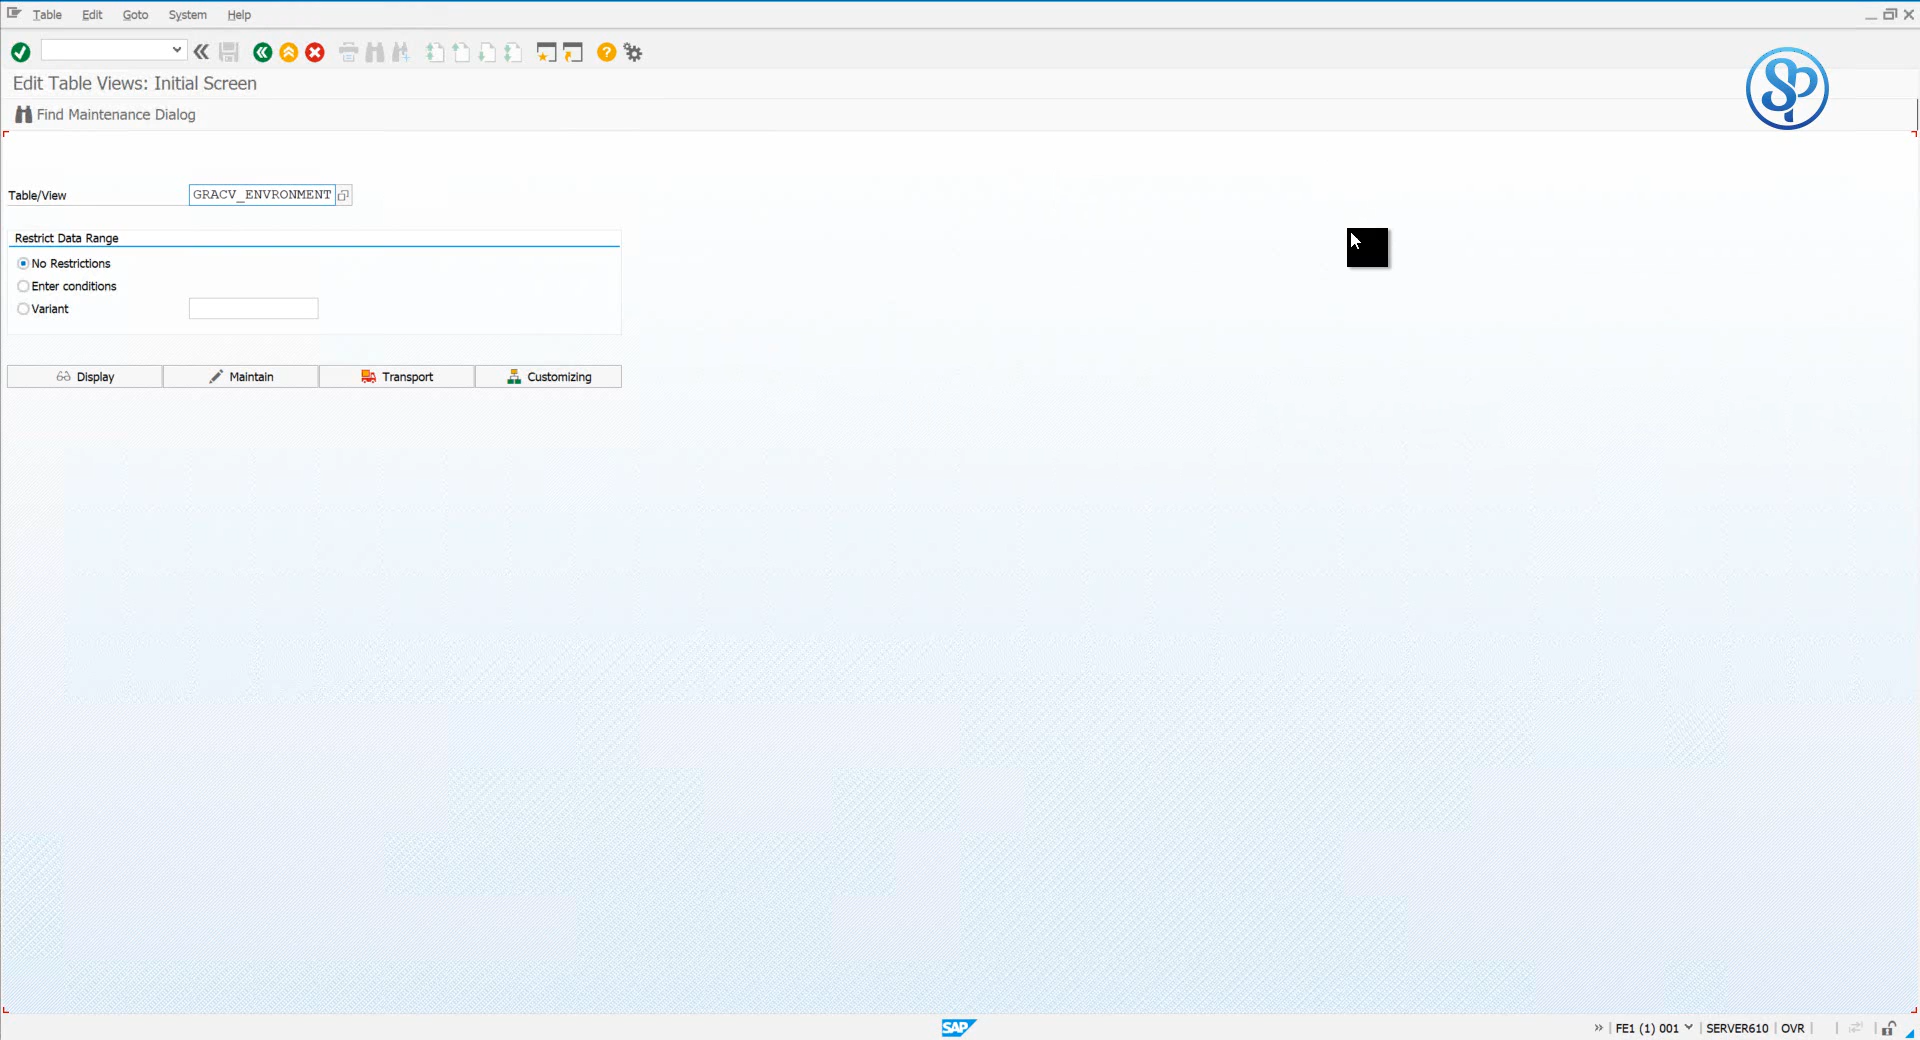 Table Edit Goto System Help
Edit Table Views: Initial Screen
Find Maintenance Dialog
Table/View GRACV_ENVRONMENT
Restrict Data Range
No Restrictions
Enter conditions
Variant
Display Maintain Transport Customizing
SP
SAP
FE1 (1) 001 SERVER610 OVR